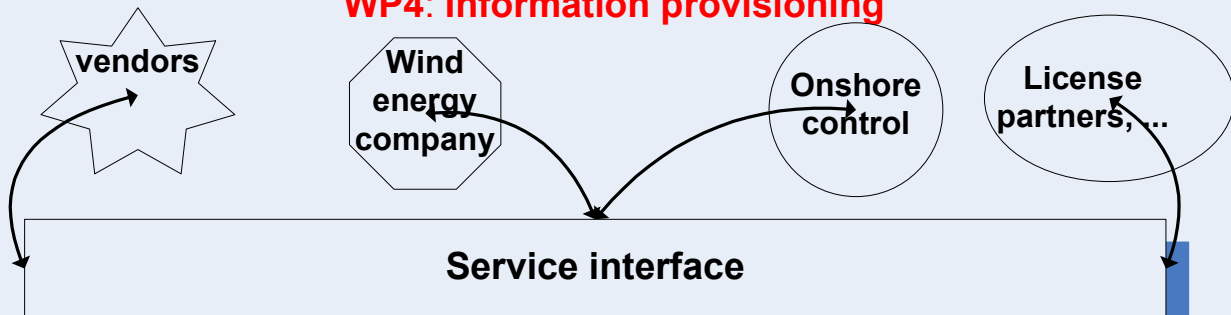 WP4: Information provisioning
vendors
Wind
energy
company
Onshore
control
License
partners, ...
Service interface